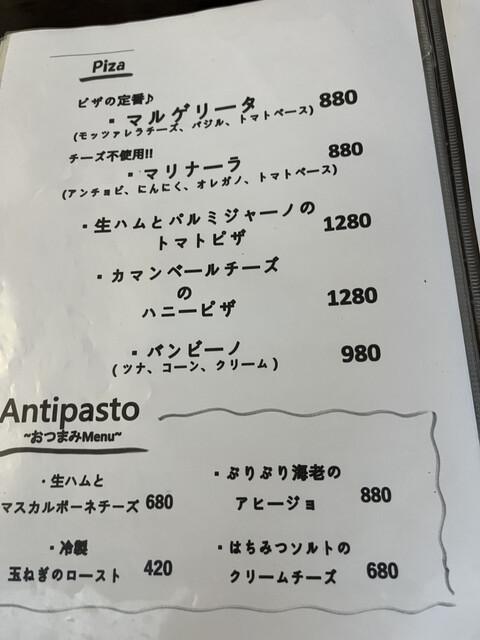 Piza
ピザの定番♪
・マルゲリータ 880
(モッツァレラチーズ、バジル、トマトベース)
チーズ不使用!!
・マリナーラ 880
(アンチョビ、にんにく、オレガノ、トマトベース)
・生ハムとパルミジャーノの
トマトピザ 1280
・カマンベールチーズ
の
ハニーピザ 1280
・バンビーノ 980
(ツナ、コーン、クリーム)
Antipasto
~おつまみMenu~
・生ハムと
マスカルポーネチーズ 680
・冷製
玉ねぎのロースト 420
・ぷりぷり海老の
アヒージョ 880
・はちみつソルトの
クリームチーズ 680